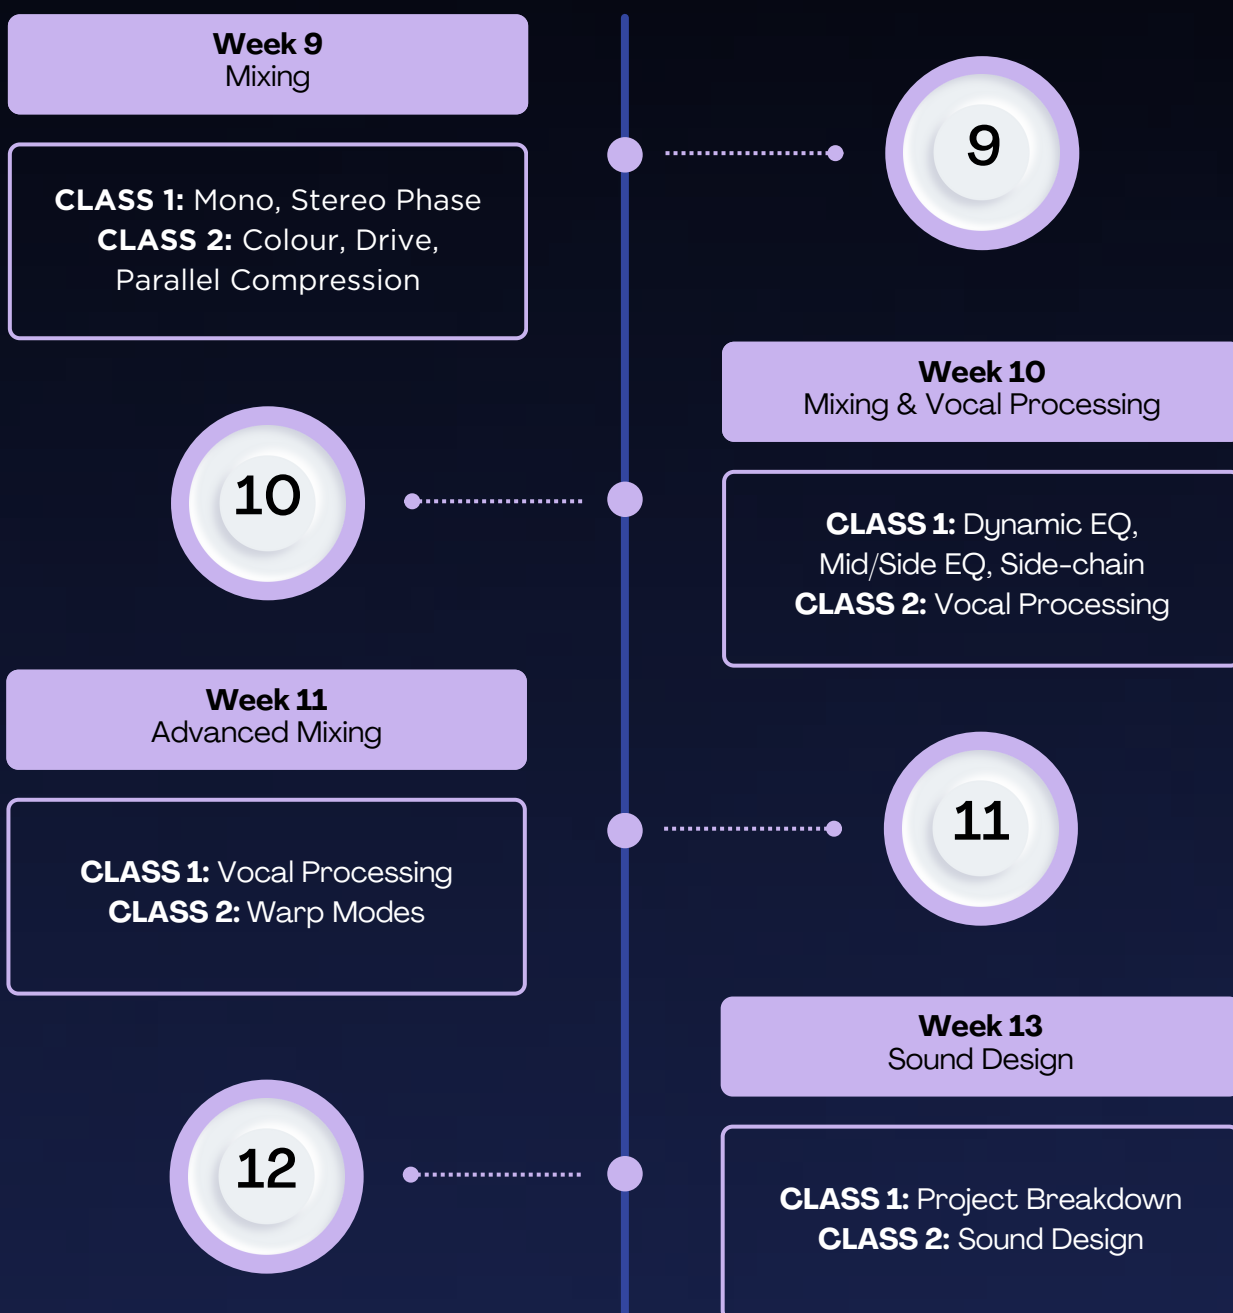 Week 9
Mixing
CLASS 1: Mono, Stereo Phase
CLASS 2: Colour, Drive,
Parallel Compression
9
Week 10
Mixing & Vocal Processing
CLASS 1: Dynamic EQ,
Mid/Side EQ, Side-chain
CLASS 2: Vocal Processing
10
Week 11
Advanced Mixing
CLASS 1: Vocal Processing
CLASS 2: Warp Modes
11
Week 13
Sound Design
CLASS 1: Project Breakdown
CLASS 2: Sound Design
12